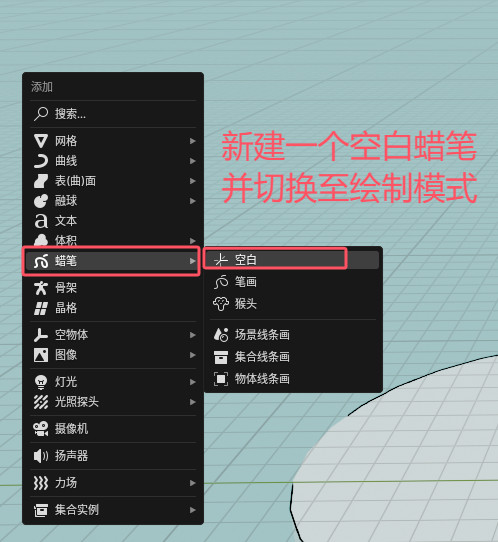 添加
搜索...
网格
曲线
表(曲)面
融球
文本
体积
蜡笔
骨架
晶格
空物体
图像
灯光
光照探头
摄像机
扬声器
力场
集合实例
空白
笔画
猴头
场景线条画
集合线条画
物体线条画
新建一个空白蜡笔
并切换至绘制模式